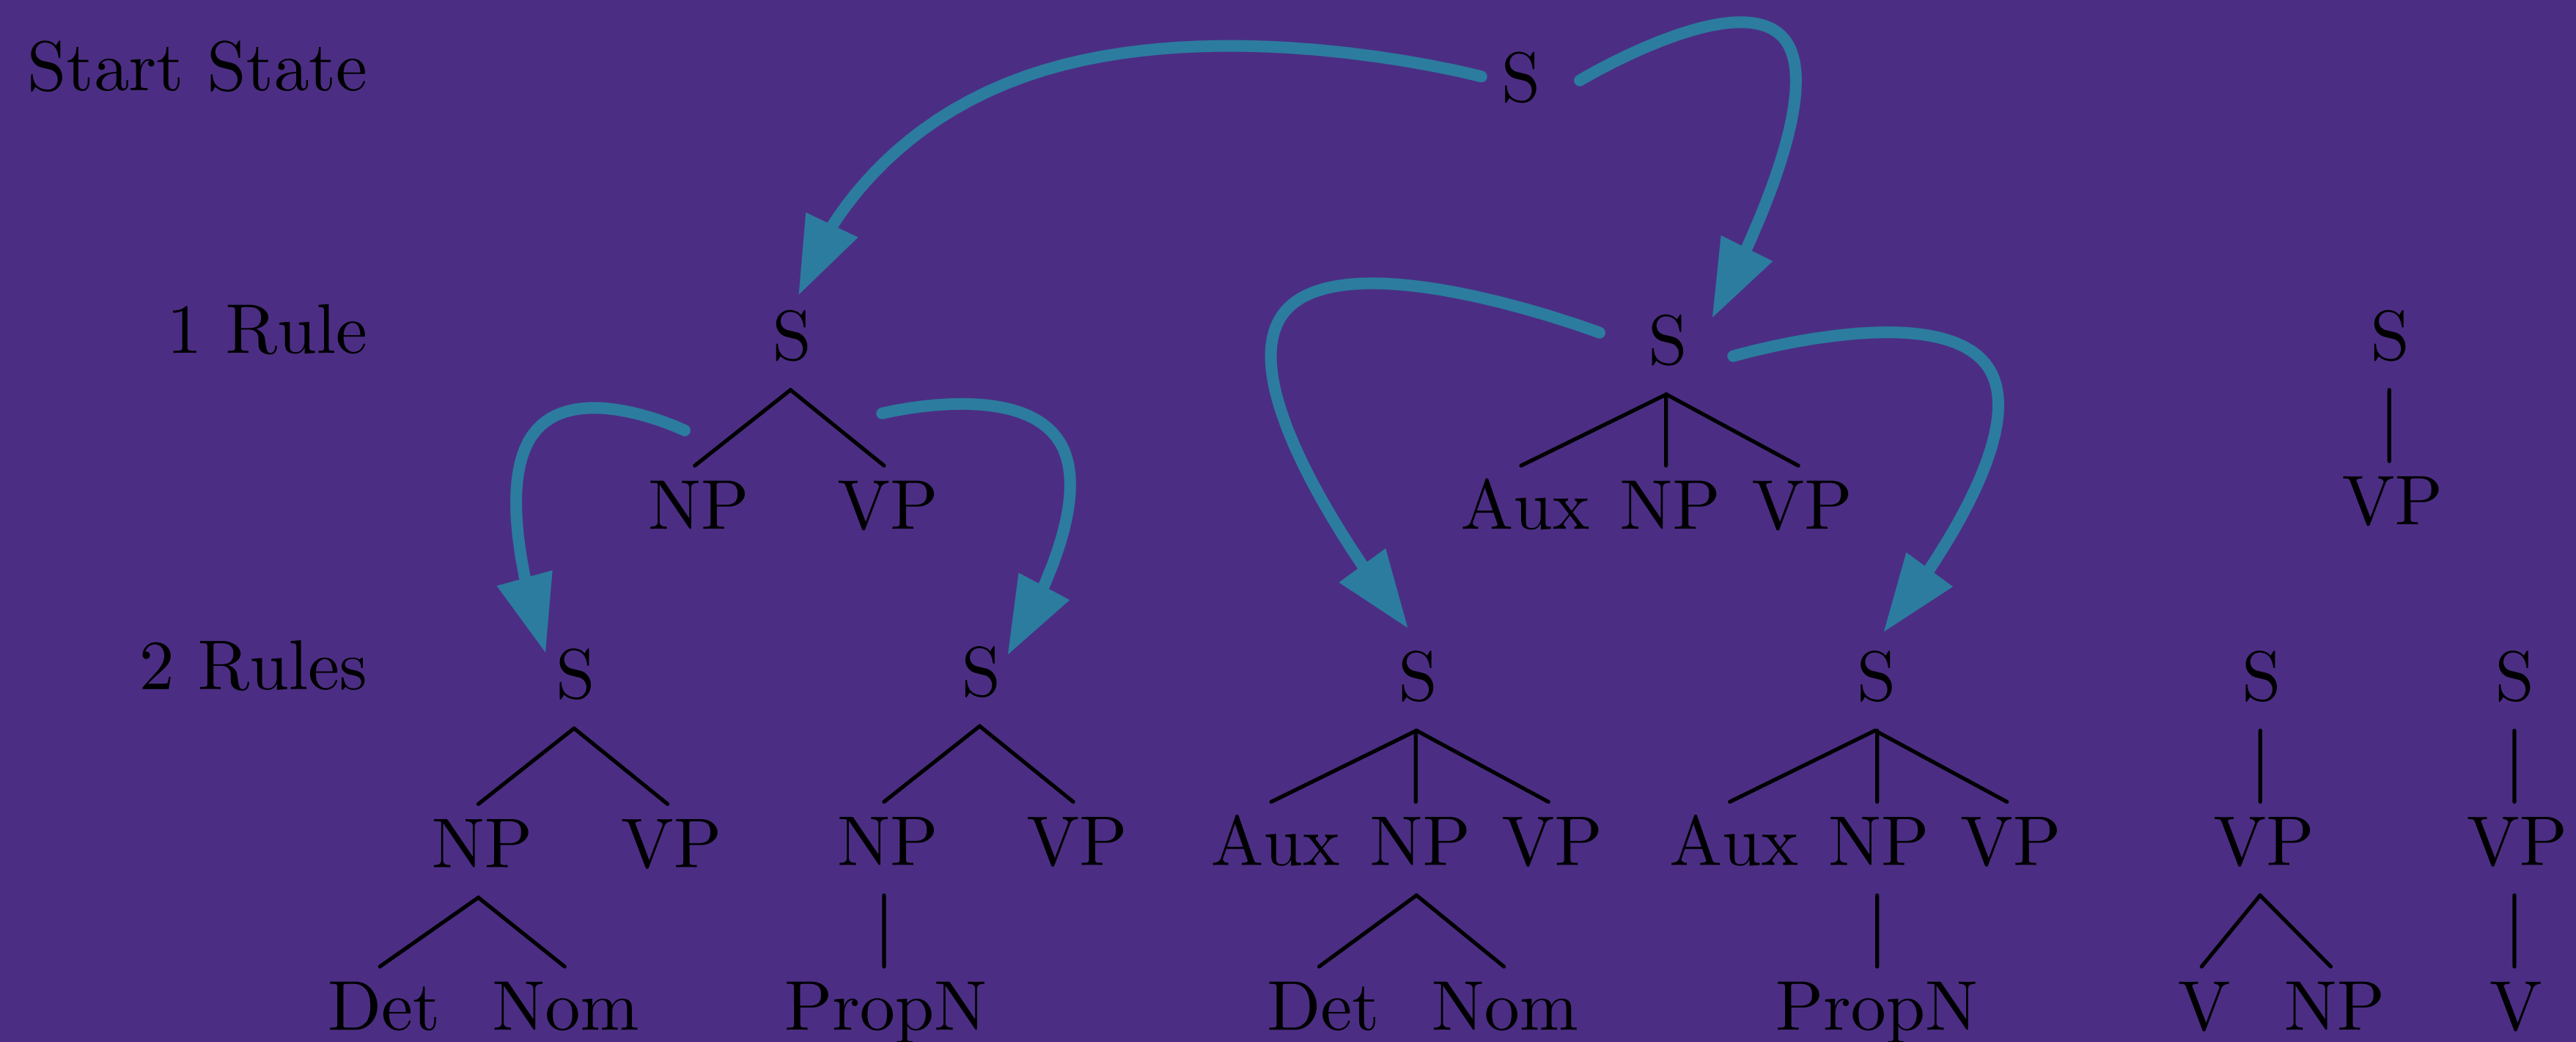 Start State S
1 Rule S S S
NP VP Aux NP VP VP
2 Rules S S S S S S
NP VP NP VP Aux NP VP Aux NP VP VP VP
Det Nom PropN Det Nom PropN V NP V